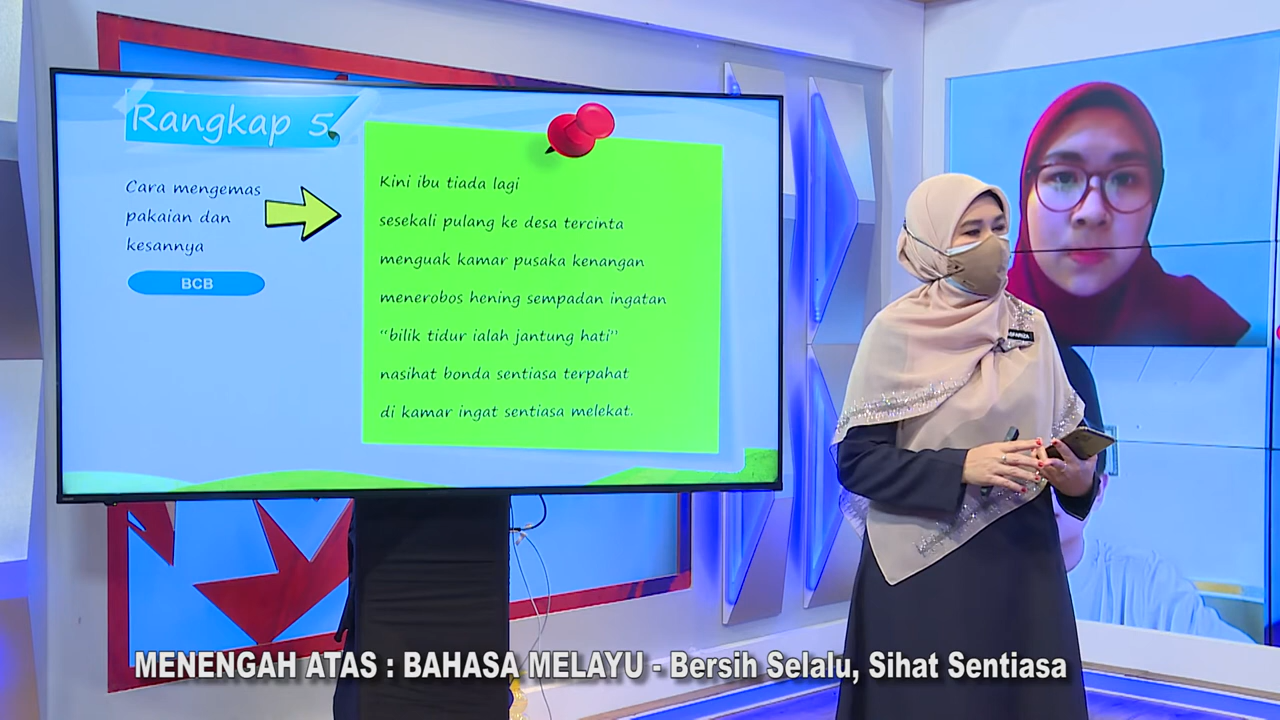 Rangkap 5
Cara mengemas
pakaian dan
kesannya
BCB
Kini ibu tiada lagi
sesekali pulang ke desa tercinta
menguak kamar pusaka kenangan
menerobos hening sempadan ingatan
“bilik tidur ialah jantung hati”
nasihat bonda sentiasa terpahat
di kamar ingat sentiasa melekat.
MENENGAH ATAS : BAHASA MELAYU - Bersih Selalu, Sihat Sentiasa